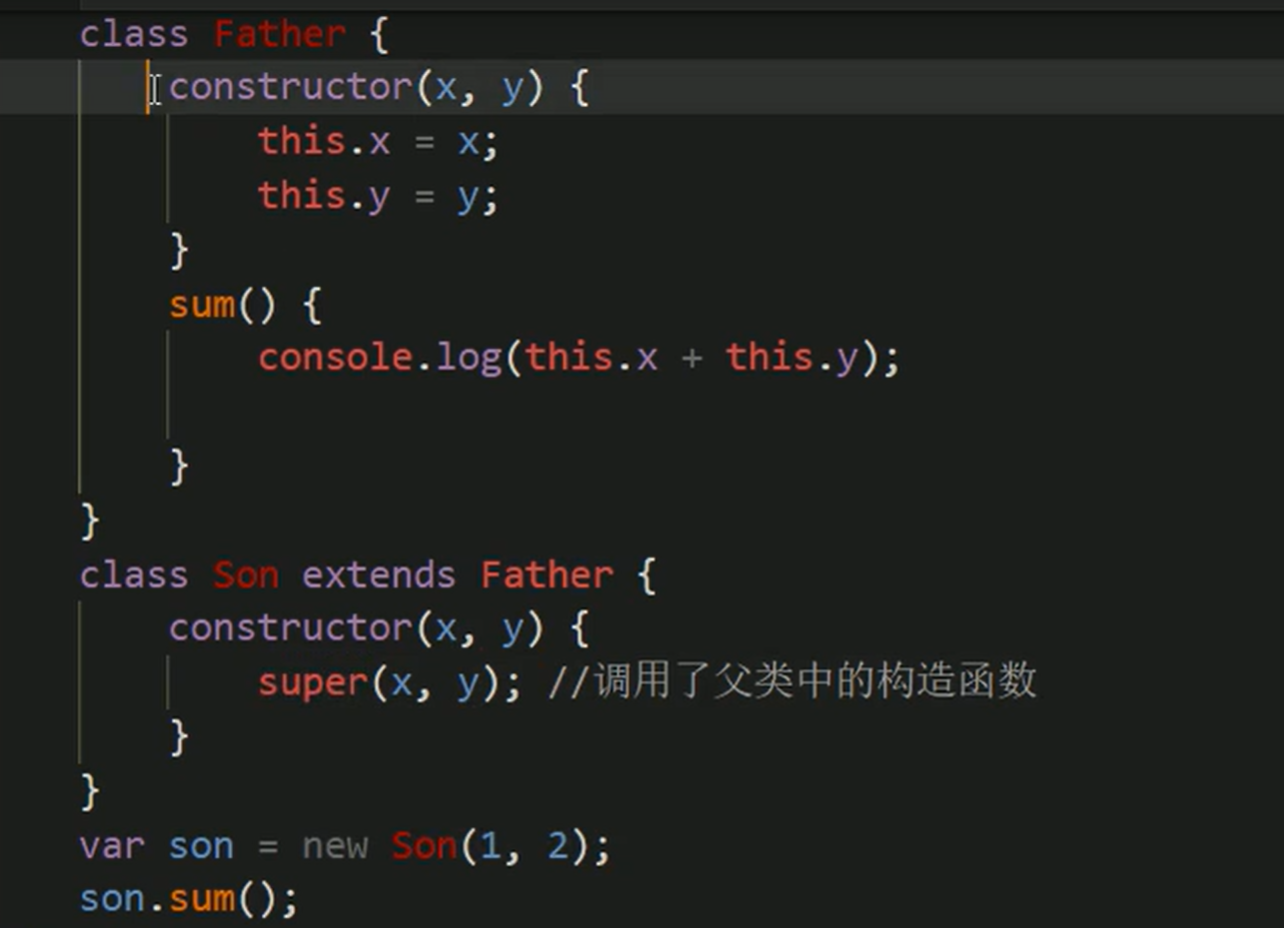 class Father {
constructor(x, y) {
this.x = x;
this.y = y;
}
sum() {
console.log(this.x + this.y);
}
}
class Son extends Father {
constructor(x, y) {
super(x, y); //调用了父类中的构造函数
}
}
var son = new Son(1, 2);
son.sum();